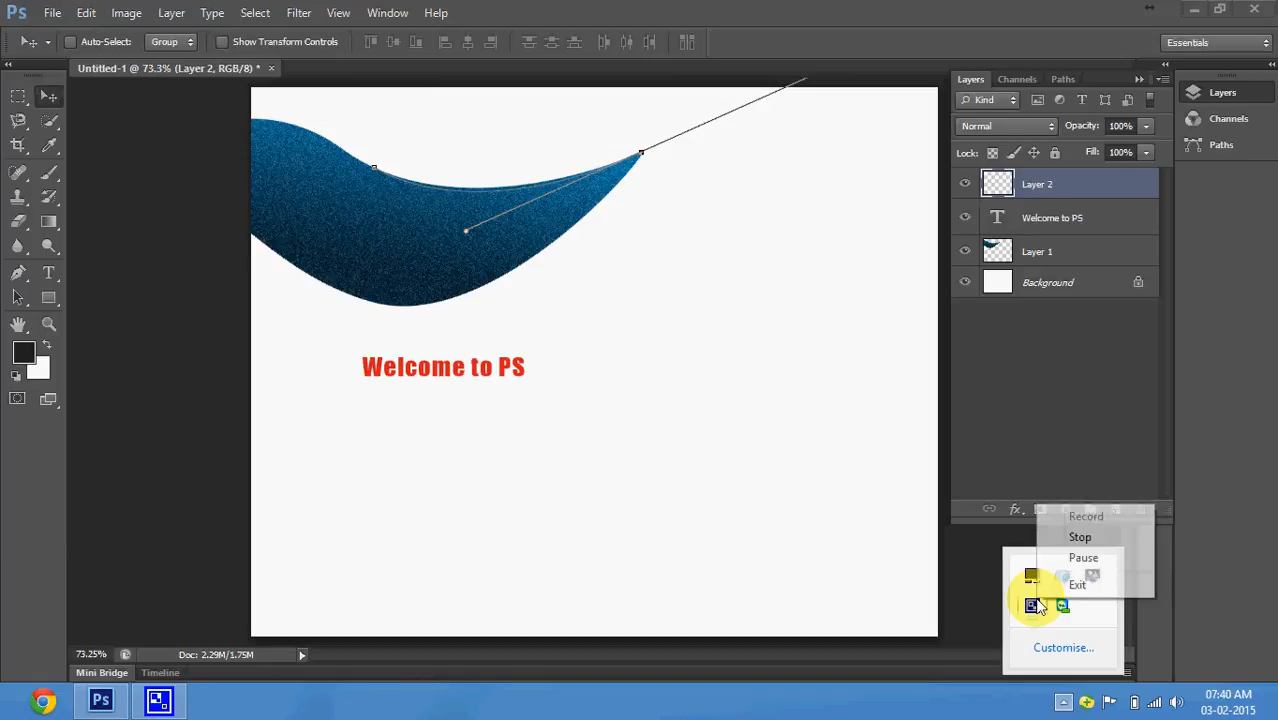 Ps File Edit Image Layer Type Select Filter View Window Help
Auto-Select: Group Show Transform Controls Essentials
Untitled-1 @ 73.3% (Layer 2, RGB/8) * ×
Layers Channels Paths
Layers
Kind
Channels
Normal Opacity: 100%
Paths
Lock: Fill: 100%
Layer 2
T Welcome to PS
Layer 1
Background
Welcome to PS
fx
Record
Stop
Pause
Exit
Customise...
73.25% Doc: 2.29M/1.75M
Mini Bridge Timeline
Ps
07:40 AM
03-02-2015